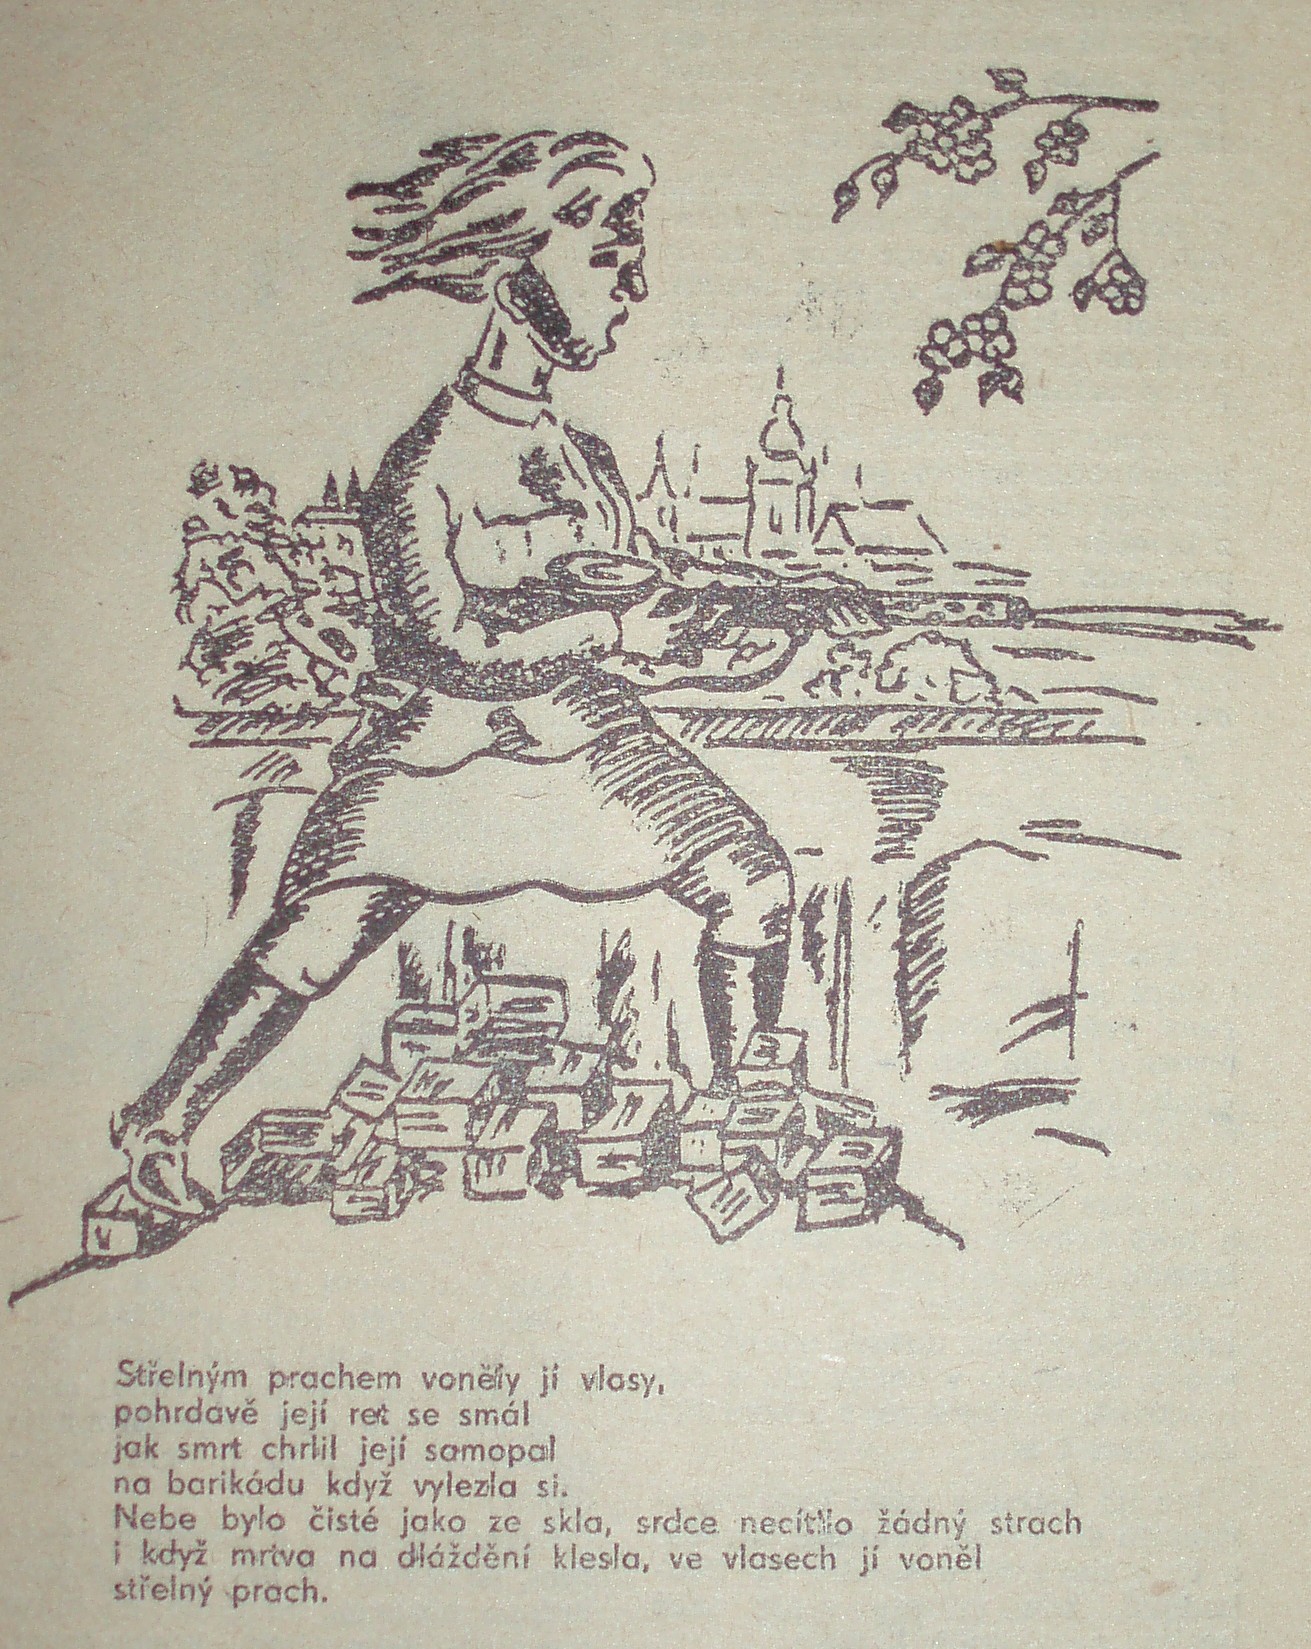 Střelným prachem voněly jí vlasy,
pohrdavě její ret se smál
jak smrt chrlil její samopal
na barikádu když vylezla si.
Nebe bylo čisté jako ze skla, srdce necítilo žádný strach
i když mrtva na dláždění klesla, ve vlasech jí voněl
střelný prach.